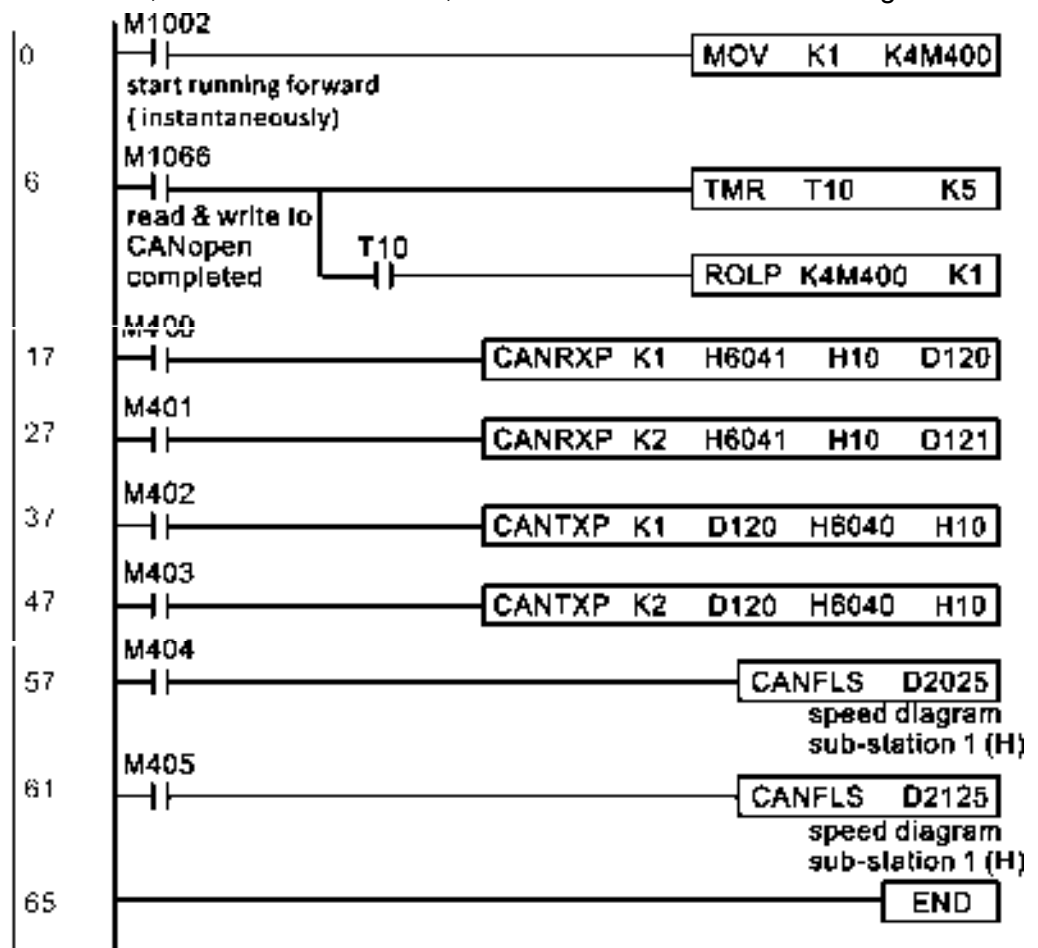 M1002
0 MOV K1 K4M400
start running forward
(instantaneously)
M1066
6 TMR T10 K5
read & write to
CANopen T10
completed ROLP K4M400 K1
M400
17 CANRXP K1 H6041 H10 D120
M401
27 CANRXP K2 H6041 H10 D121
M402
37 CANTXP K1 D120 H6040 H10
M403
47 CANTXP K2 D120 H6040 H10
M404
57 CANFLS D2025
speed diagram
sub-station 1 (H)
M405
61 CANFLS D2125
speed diagram
sub-station 1 (H)
65 END